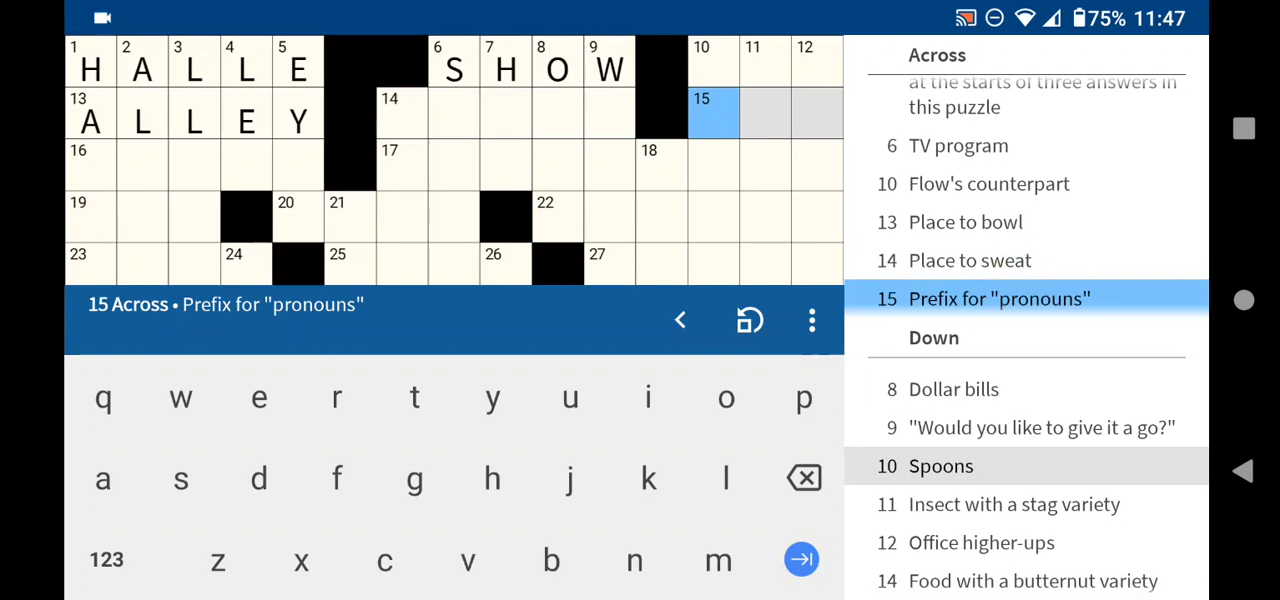 75% 11:47
1 2 3 4 5 6 7 8 9 10 11 12
H A L L E S H O W
13 14 15
A L L E Y
16 17 18
19 20 21 22
23 24 25 26 27
15 Across • Prefix for "pronouns"
q w e r t y u i o p
a s d f g h j k l
123 z x c v b n m
Across
at the starts of three answers in
this puzzle
6 TV program
10 Flow's counterpart
13 Place to bowl
14 Place to sweat
15 Prefix for "pronouns"
Down
8 Dollar bills
9 "Would you like to give it a go?"
10 Spoons
11 Insect with a stag variety
12 Office higher-ups
14 Food with a butternut variety